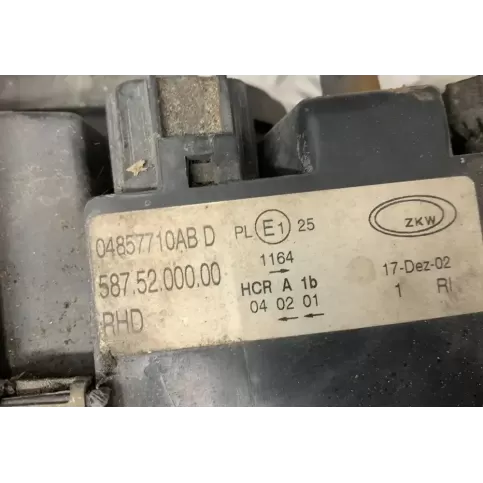 04857710AB D
587.52.000.00
RHD
PL E1 25
1164
→
HCR A 1b
04 02 01
←←
ZKW
17-Dez-02
1 RI